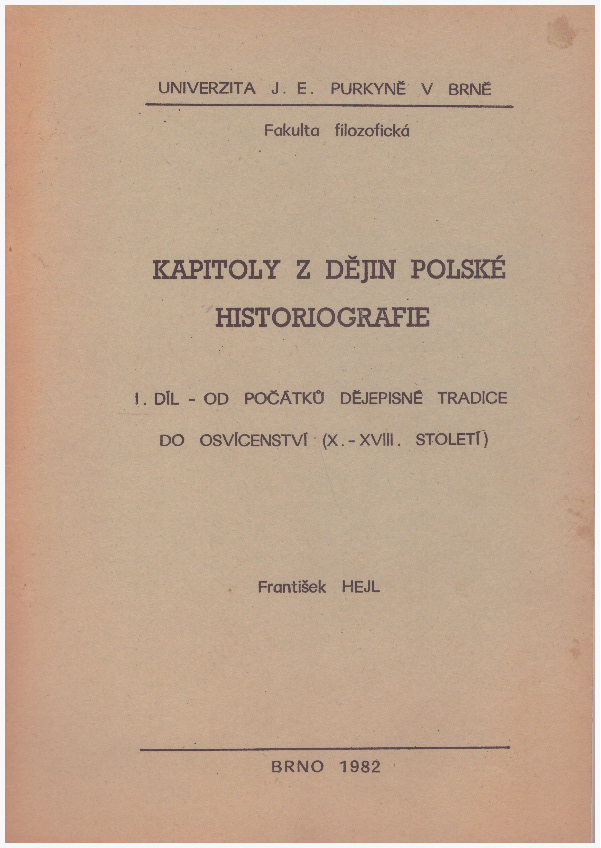 UNIVERZITA J. E. PURKYNĚ V BRNĚ
Fakulta filozofická
KAPITOLY Z DĚJIN POLSKÉ
HISTORIOGRAFIE
I. DÍL - OD POČÁTKŮ DĚJEPISNÉ TRADICE
DO OSVÍCENSTVÍ (X.-XVIII. STOLETÍ)
František HEJL
BRNO 1982